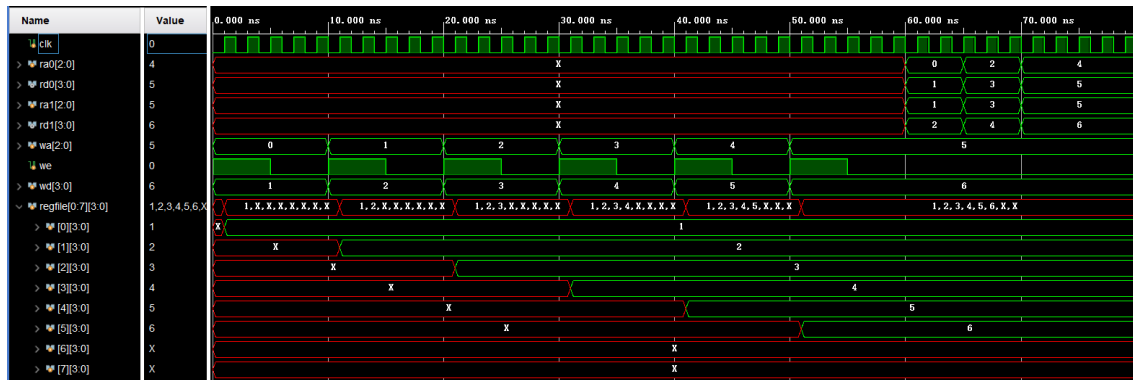 Name Value 0.000 ns 10.000 ns 20.000 ns 30.000 ns 40.000 ns 50.000 ns 60.000 ns 70.000 ns
clk 0
ra0[2:0] 4 X 0 2 4
rd0[3:0] 5 X 1 3 5
ra1[2:0] 5 X 1 3 5
rd1[3:0] 6 X 2 4 6
wa[2:0] 5 0 1 2 3 4 5
we 0
wd[3:0] 6 1 2 3 4 5 6
regfile[0:7][3:0] 1,2,3,4,5,6,X 1,X,X,X,X,X,X,X 1,2,X,X,X,X,X,X 1,2,3,X,X,X,X,X 1,2,3,4,X,X,X,X 1,2,3,4,5,X,X,X 1,2,3,4,5,6,X,X
[0][3:0] 1 X 1
[1][3:0] 2 X 2
[2][3:0] 3 X 3
[3][3:0] 4 X 4
[4][3:0] 5 X 5
[5][3:0] 6 X 6
[6][3:0] X X
[7][3:0] X X